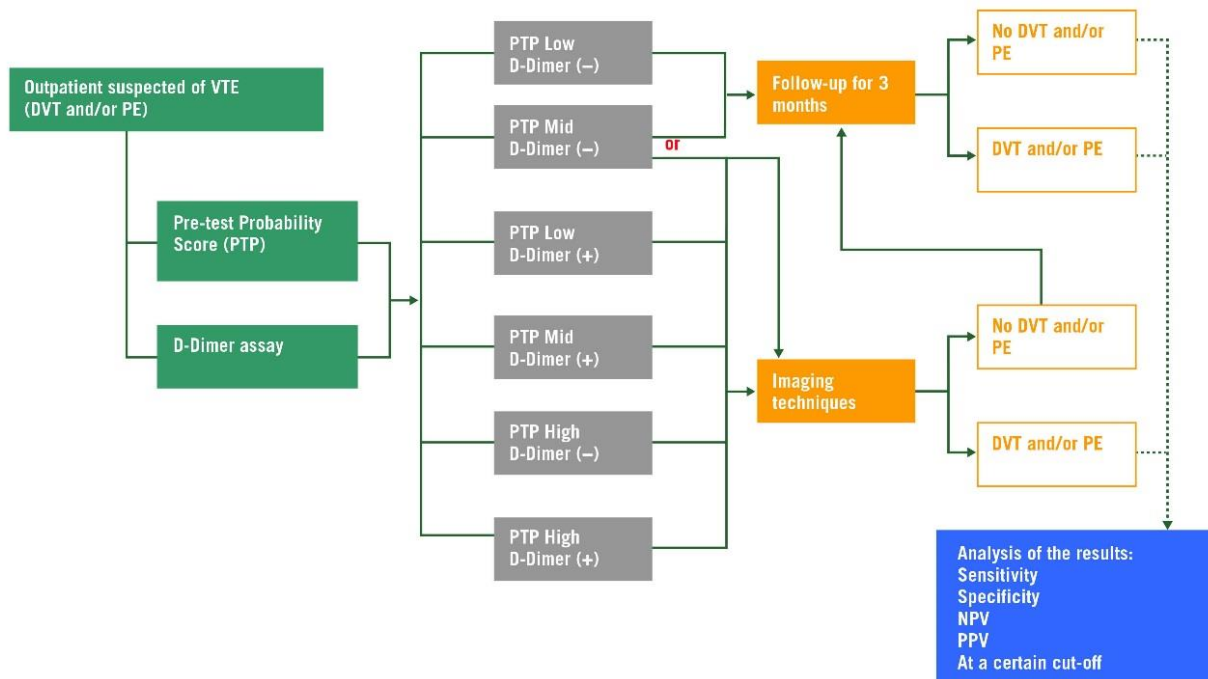 Outpatient suspected of VTE
(DVT and/or PE)
Pre-test Probability
Score (PTP)
D-Dimer assay
PTP Low
D-Dimer (−)
PTP Mid
D-Dimer (−)
or
PTP Low
D-Dimer (+)
PTP Mid
D-Dimer (+)
PTP High
D-Dimer (−)
PTP High
D-Dimer (+)
Follow-up for 3
months
Imaging
techniques
No DVT and/or
PE
DVT and/or PE
No DVT and/or
PE
DVT and/or PE
Analysis of the results:
Sensitivity
Specificity
NPV
PPV
At a certain cut-off